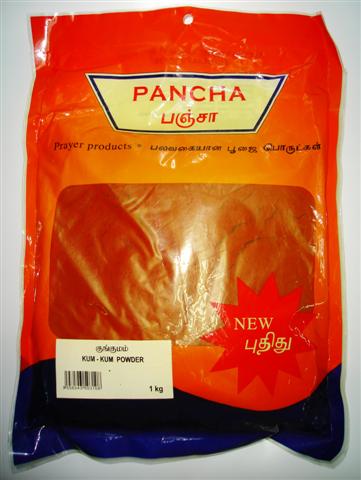 PANCHA
பஞ்சா
Prayer products - பலவகையான பூஜை பொருட்கள்
NEW
புதிது
குங்குமம்
KUM - KUM POWDER
1 kg